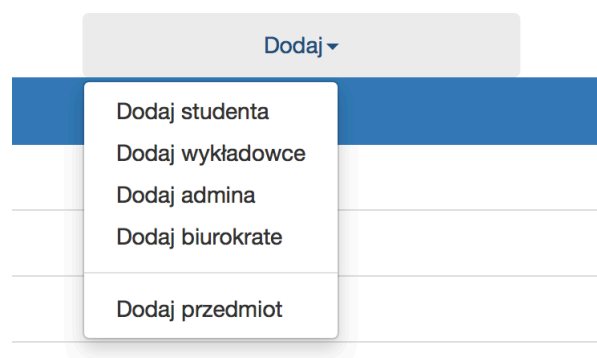 Dodaj
Dodaj studenta
Dodaj wykładowce
Dodaj admina
Dodaj biurokrate
Dodaj przedmiot